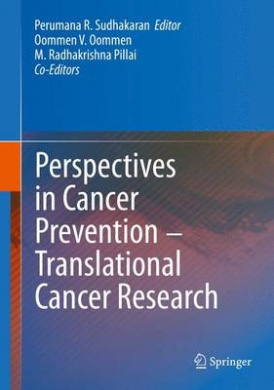 Perumana R. Sudhakaran Editor
Oommen V. Oommen
M. Radhakrishna Pillai
Co-Editors
Perspectives
in Cancer
Prevention –
Translational
Cancer Research
Springer